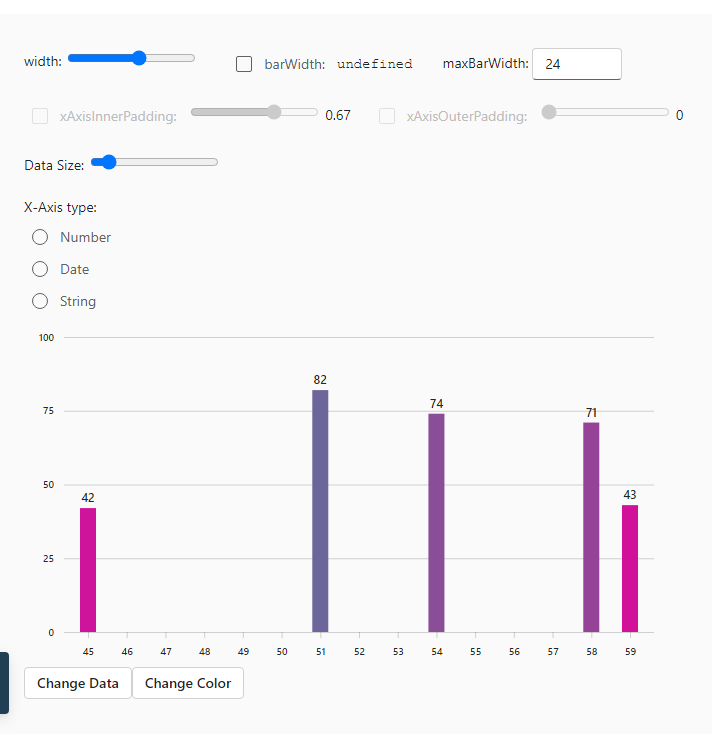 width: barWidth: undefined maxBarWidth: 24
xAxisInnerPadding: 0.67 xAxisOuterPadding: 0
Data Size:
X-Axis type:
Number
Date
String
100
82
74
75
71
50
43
42
25
0
45 46 47 48 49 50 51 52 53 54 55 56 57 58 59
Change Data Change Color